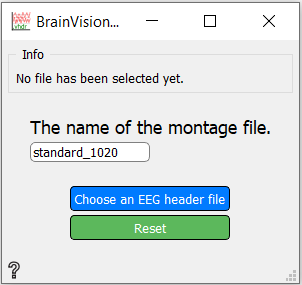 BrainVision...
vhdr
Info
No file has been selected yet.
The name of the montage file.
standard_1020
Choose an EEG header file
Reset
?